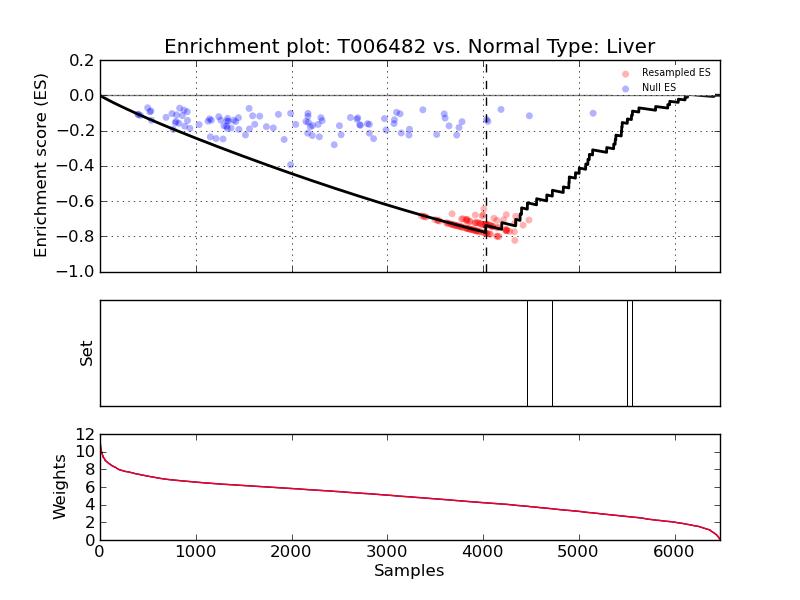 Enrichment plot: T006482 vs. Normal Type: Liver
Enrichment score (ES)
0.2
0.0
−0.2
−0.4
−0.6
−0.8
−1.0
Resampled ES
Null ES
Set
Weights
12
10
8
6
4
2
0
0 1000 2000 3000 4000 5000 6000
Samples